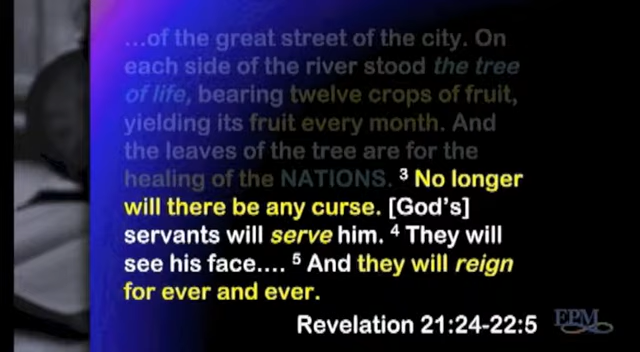 ...of the great street of the city. On
each side of the river stood the tree
of life, bearing twelve crops of fruit,
yielding its fruit every month. And
the leaves of the tree are for the
healing of the NATIONS. ³ No longer
will there be any curse. [God's]
servants will serve him. ⁴ They will
see his face.... ⁵ And they will reign
for ever and ever.
Revelation 21:24-22:5
EPM